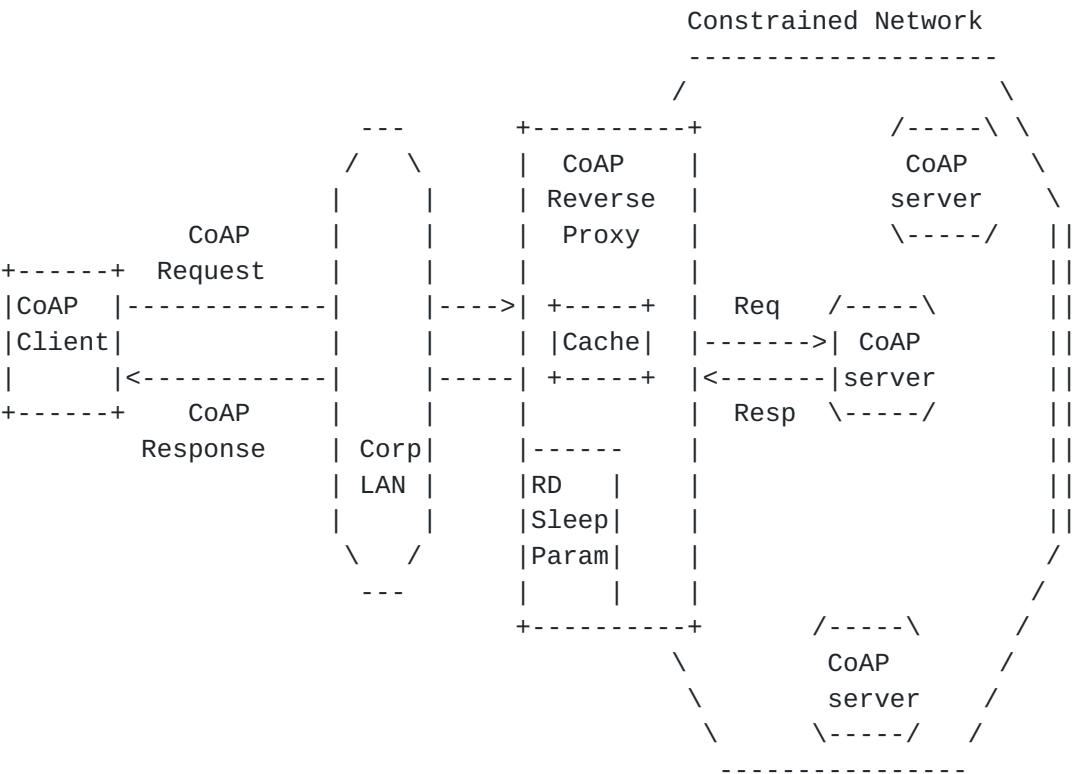 Constrained Network
--------------------
/ \
--- +----------+ /-----\ \
/ \ | CoAP | CoAP \
| | | Reverse | server \
CoAP | | | Proxy | \-----/ ||
+------+ Request | | | | ||
|CoAP |-------------| |---->| +-----+ | Req /-----\ ||
|Client| | | | |Cache| |------->| CoAP ||
| |<------------| |-----| +-----+ |<-------|server ||
+------+ CoAP | | | | Resp \-----/ ||
Response | Corp| |------ | ||
| LAN | |RD | | ||
| | |Sleep| | ||
\ / |Param| | /
--- | | | /
+----------+ /-----\ /
\ CoAP /
\ server /
\ \-----/ /
----------------